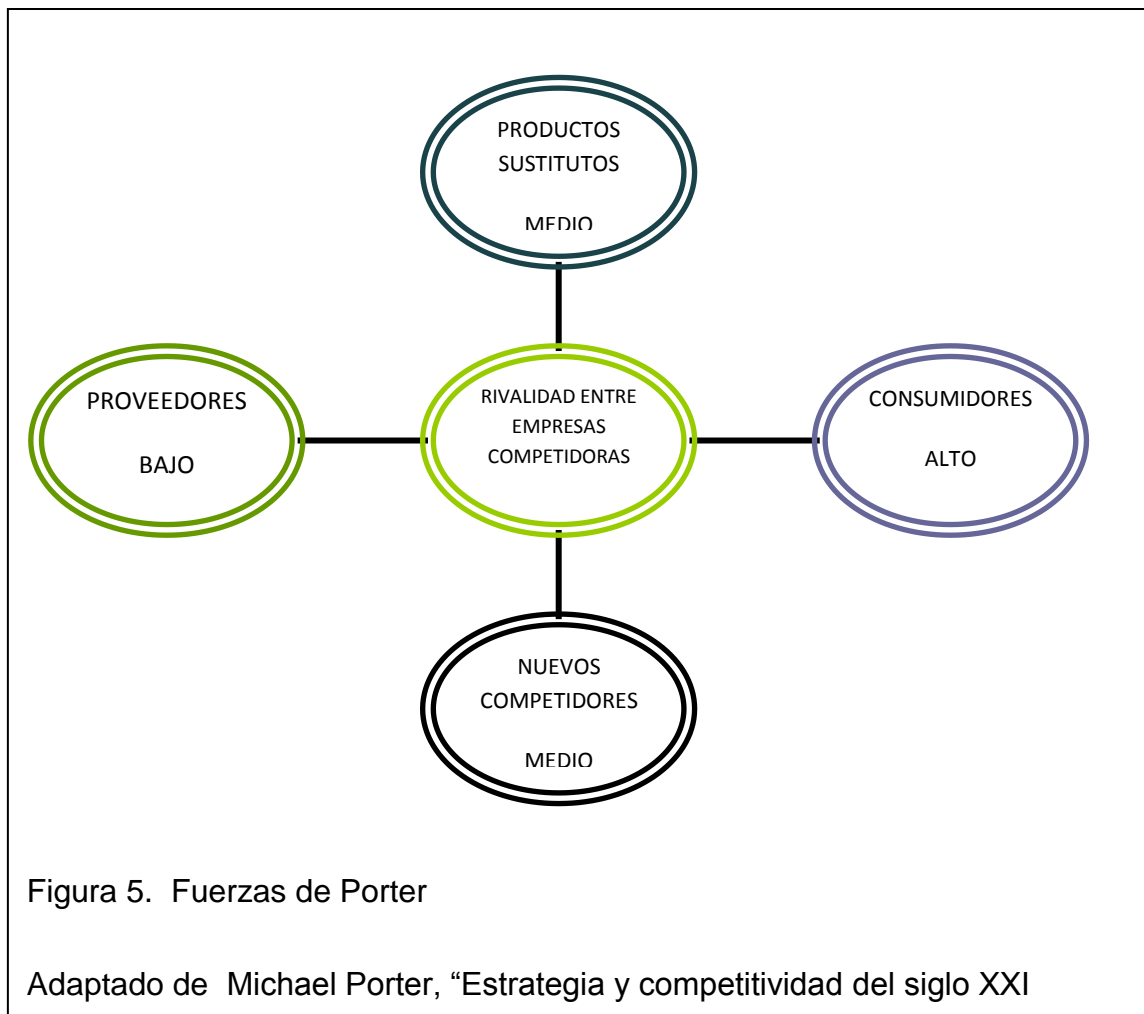 PRODUCTOS
SUSTITUTOS
MEDIO
PROVEEDORES
BAJO
RIVALIDAD ENTRE
EMPRESAS
COMPETIDORAS
CONSUMIDORES
ALTO
NUEVOS
COMPETIDORES
MEDIO
Figura 5. Fuerzas de Porter
Adaptado de Michael Porter, “Estrategia y competitividad del siglo XXI